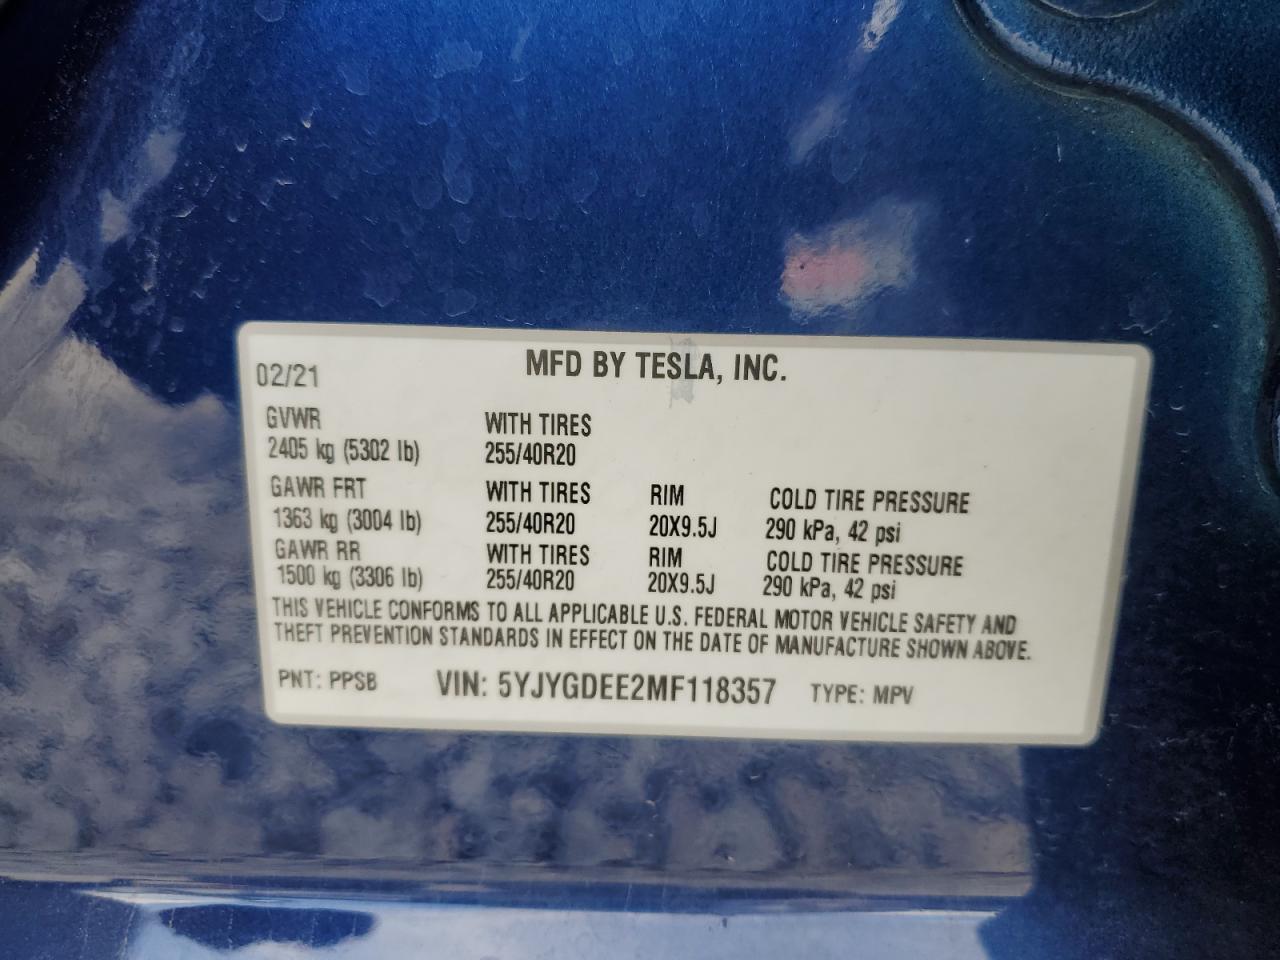 MFD BY TESLA, INC.
02/21
GVWR WITH TIRES
2405 kg (5302 lb) 255/40R20
GAWR FRT WITH TIRES RIM COLD TIRE PRESSURE
1363 kg (3004 lb) 255/40R20 20X9.5J 290 kPa, 42 psi
GAWR RR WITH TIRES RIM COLD TIRE PRESSURE
1500 kg (3306 lb) 255/40R20 20X9.5J 290 kPa, 42 psi
THIS VEHICLE CONFORMS TO ALL APPLICABLE U.S. FEDERAL MOTOR VEHICLE SAFETY AND
THEFT PREVENTION STANDARDS IN EFFECT ON THE DATE OF MANUFACTURE SHOWN ABOVE.
PNT: PPSB VIN: 5YJYGDEE2MF118357 TYPE: MPV